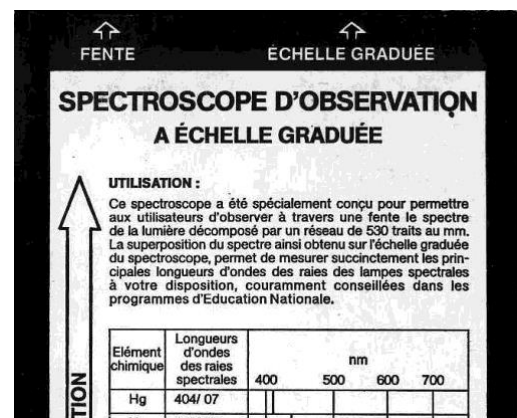 FENTE
ÉCHELLE GRADUÉE
SPECTROSCOPE D'OBSERVATION
A ÉCHELLE GRADUÉE
UTILISATION :
Ce spectroscope a été spécialement conçu pour permettre
aux utilisateurs d'observer à travers une fente le spectre
de la lumière décomposé par un réseau de 530 traits au mm.
La superposition du spectre ainsi obtenu sur l'échelle graduée
du spectroscope, permet de mesurer succinctement les prin-
cipales longueurs d'ondes des raies des lampes spectrales
à votre disposition, couramment conseillées dans les
programmes d'Education Nationale.
Elément
chimique
Longueurs
d'ondes
des raies
spectrales
nm
400 500 600 700
Hg 404/ 07
TION